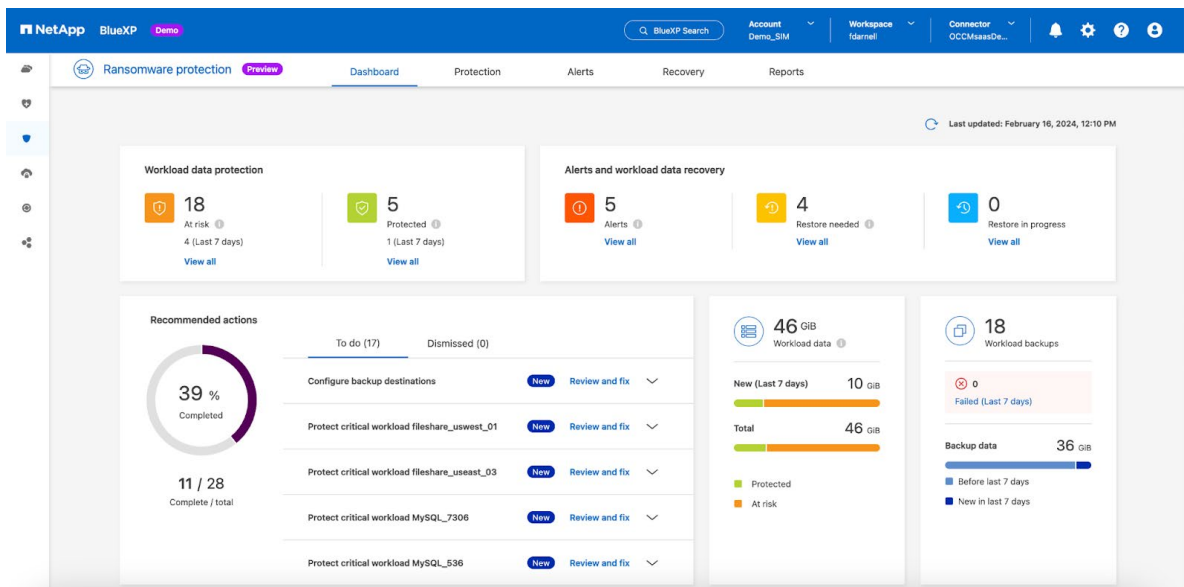 NetApp BlueXP Demo
BlueXP Search
Account
Demo_SIM
Workspace
fdarnell
Connector
OCCMsaasDe...
Ransomware protection Preview
Dashboard Protection Alerts Recovery Reports
Last updated: February 16, 2024, 12:10 PM
Workload data protection
18
At risk
4 (Last 7 days)
View all
5
Protected
1 (Last 7 days)
View all
Alerts and workload data recovery
5
Alerts
View all
4
Restore needed
View all
0
Restore in progress
View all
Recommended actions
39 %
Completed
11 / 28
Complete / total
To do (17) Dismissed (0)
Configure backup destinations New Review and fix
Protect critical workload fileshare_uswest_01 New Review and fix
Protect critical workload fileshare_useast_03 New Review and fix
Protect critical workload MySQL_7306 New Review and fix
Protect critical workload MySQL_536 New Review and fix
46 GiB
Workload data
New (Last 7 days) 10 GiB
Total 46 GiB
Protected
At risk
18
Workload backups
0
Failed (Last 7 days)
Backup data 36 GiB
Before last 7 days
New in last 7 days